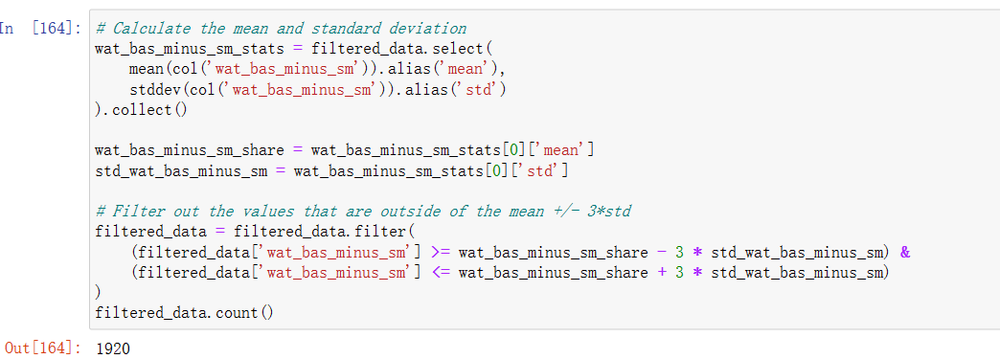 In [164]: # Calculate the mean and standard deviation
wat_bas_minus_sm_stats = filtered_data.select(
    mean(col('wat_bas_minus_sm')).alias('mean'),
    stddev(col('wat_bas_minus_sm')).alias('std')
).collect()

wat_bas_minus_sm_share = wat_bas_minus_sm_stats[0]['mean']
std_wat_bas_minus_sm = wat_bas_minus_sm_stats[0]['std']

# Filter out the values that are outside of the mean +/- 3*std
filtered_data = filtered_data.filter(
    (filtered_data['wat_bas_minus_sm'] >= wat_bas_minus_sm_share - 3 * std_wat_bas_minus_sm) &
    (filtered_data['wat_bas_minus_sm'] <= wat_bas_minus_sm_share + 3 * std_wat_bas_minus_sm)
)
filtered_data.count()
Out[164]: 1920